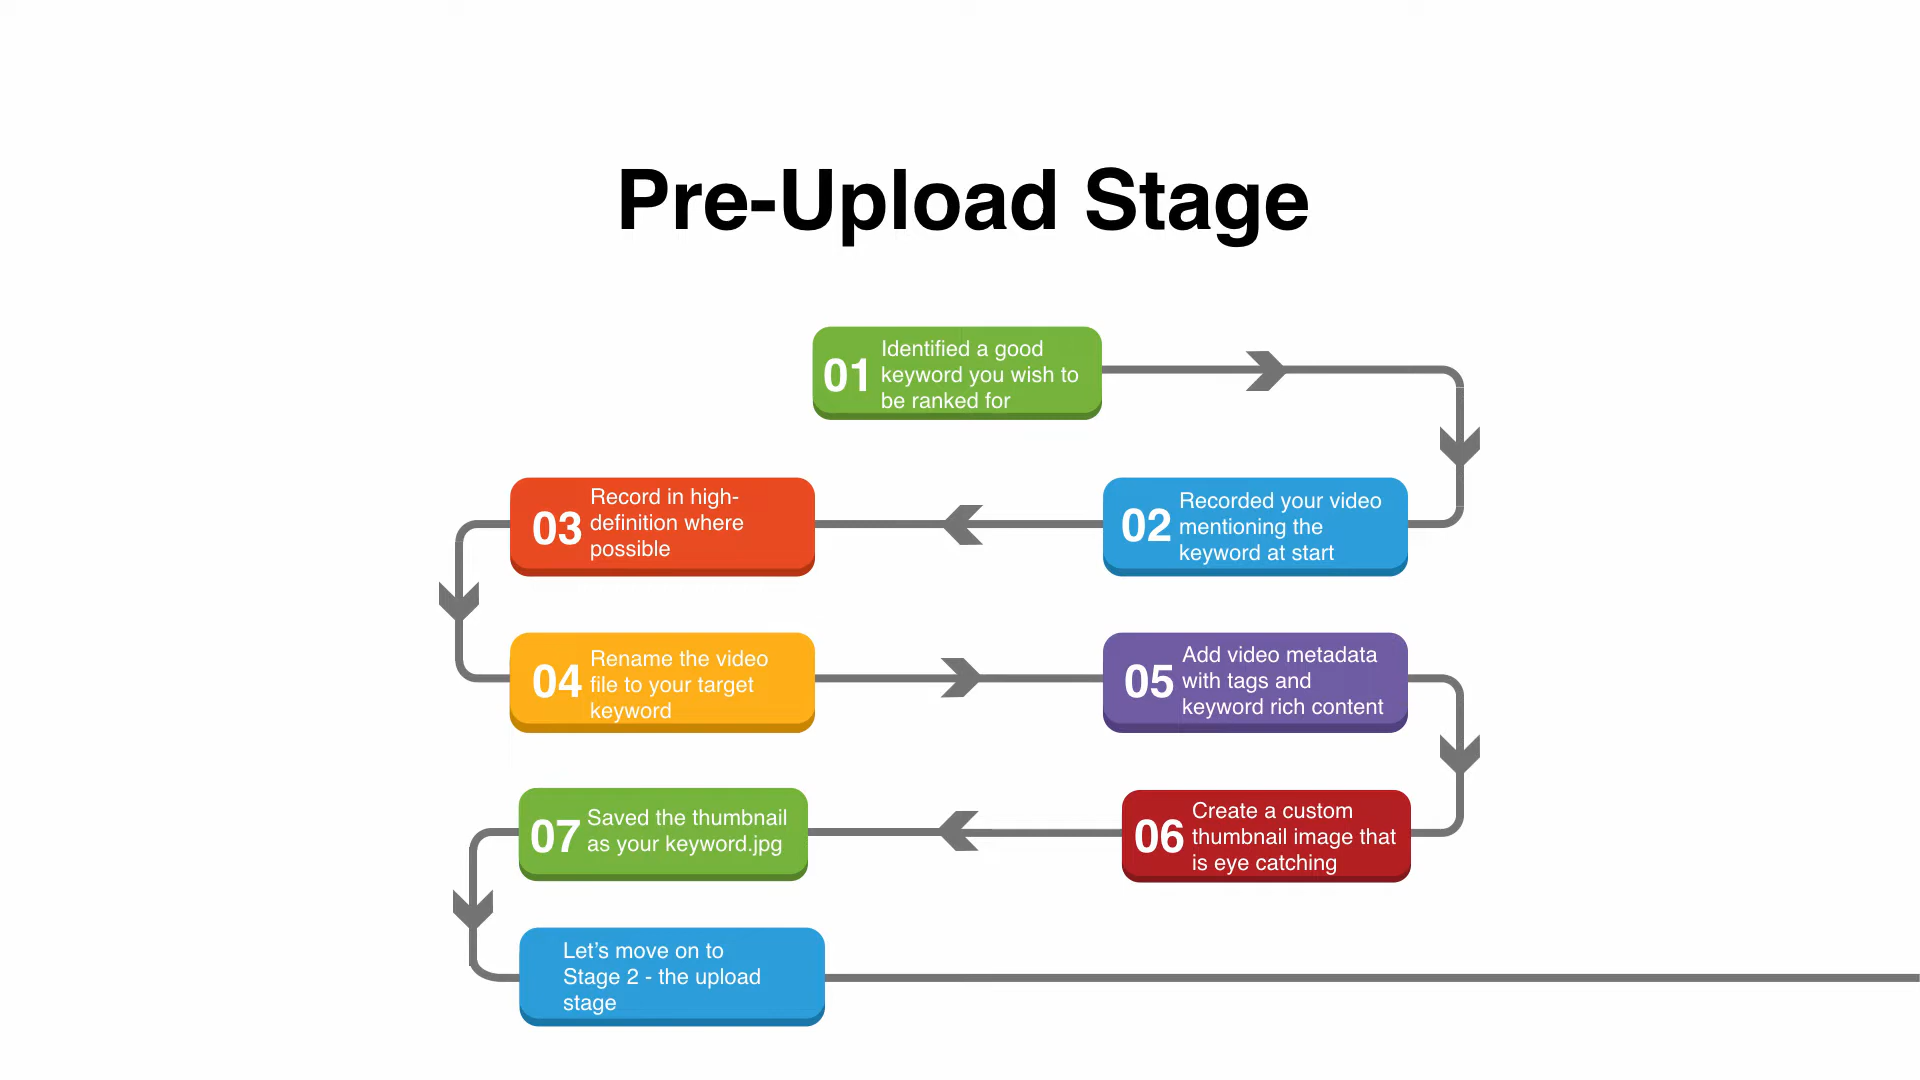 Pre-Upload Stage
01
Identified a good
keyword you wish to
be ranked for
02
Recorded your video
mentioning the
keyword at start
03
Record in high-
definition where
possible
04
Rename the video
file to your target
keyword
05
Add video metadata
with tags and
keyword rich content
06
Create a custom
thumbnail image that
is eye catching
07
Saved the thumbnail
as your keyword.jpg
Let’s move on to
Stage 2 - the upload
stage